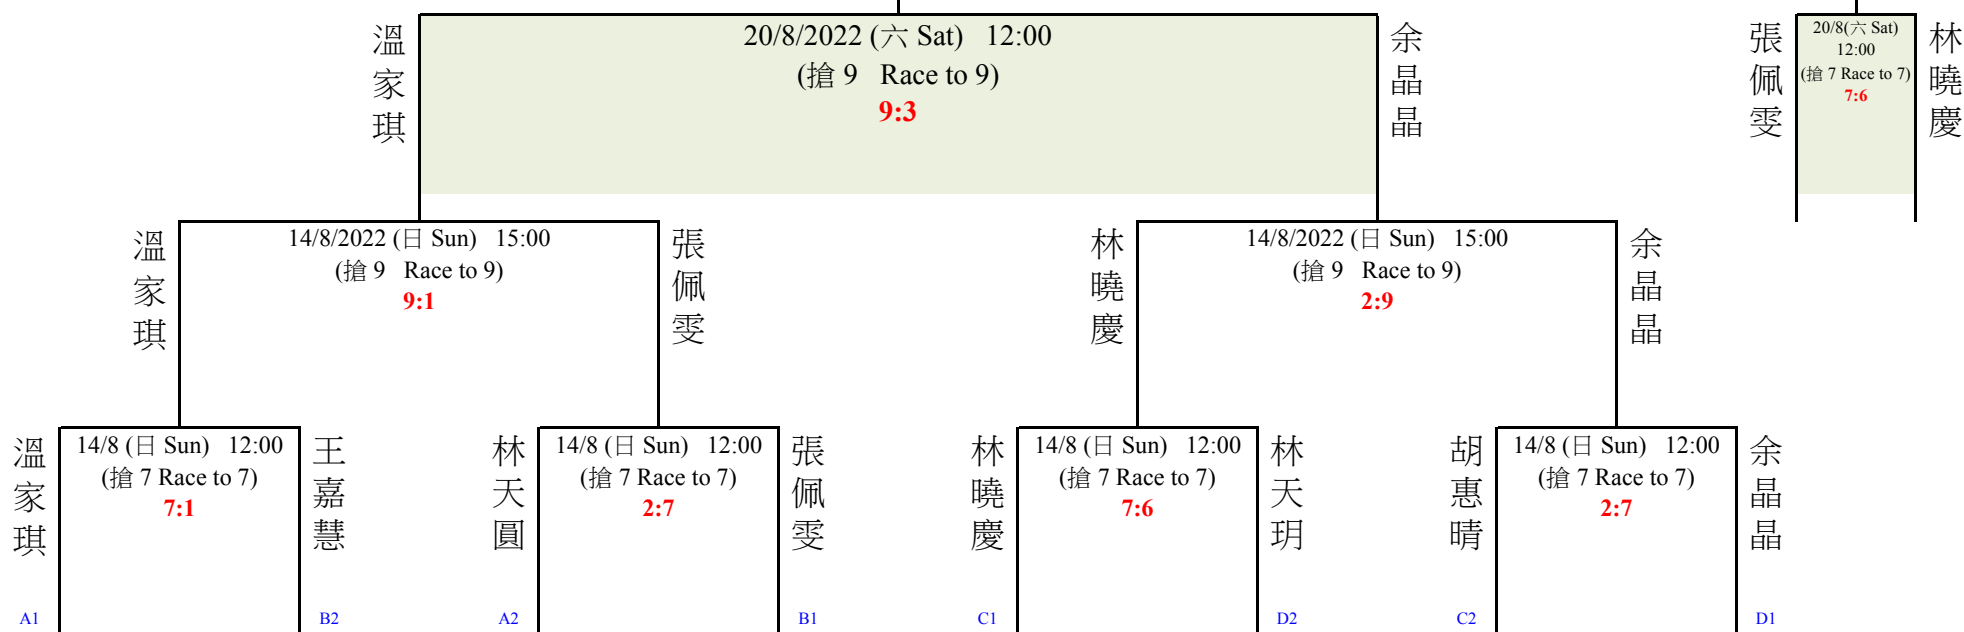 溫家琪
20/8/2022 (六 Sat) 12:00
(搶 9 Race to 9)
9:3
余晶晶
張佩雯
20/8(六 Sat)
12:00
(搶 7 Race to 7)
7:6
林曉慶
溫家琪
14/8/2022 (日 Sun) 15:00
(搶 9 Race to 9)
9:1
張佩雯
林曉慶
14/8/2022 (日 Sun) 15:00
(搶 9 Race to 9)
2:9
余晶晶
溫家琪
14/8 (日 Sun) 12:00
(搶 7 Race to 7)
7:1
王嘉慧
林天圓
14/8 (日 Sun) 12:00
(搶 7 Race to 7)
2:7
張佩雯
林曉慶
14/8 (日 Sun) 12:00
(搶 7 Race to 7)
7:6
林天玥
胡惠晴
14/8 (日 Sun) 12:00
(搶 7 Race to 7)
2:7
余晶晶
A1
B2
A2
B1
C1
D2
C2
D1